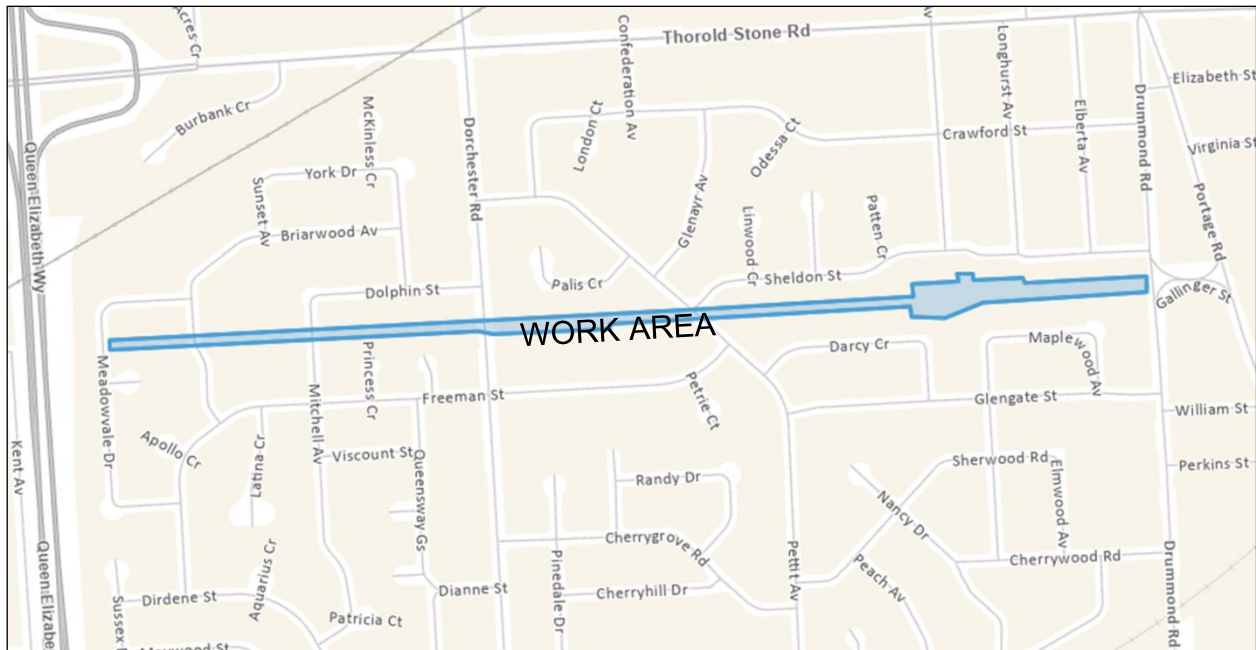 Acres Cr
Thorold Stone Rd
Confederation Av
Longhurst Av
Elizabeth St
Burbank Cr
McKinless Cr
Dorchester Rd
London Ct
Odessa Ct
Crawford St
Elberta Av
Drummond Rd
Virginia St
Queen Elizabeth Wy
York Dr
Sunset Av
Briarwood Av
Glenayr Av
Linwood Cr
Patten Cr
Portage Rd
Dolphin St
Palis Cr
Sheldon St
Gallinger St
WORK AREA
Meadowvale Dr
Princess Cr
Darcy Cr
Maplewood Av
Mitchell Av
Freeman St
Petrie Ct
Glengate St
William St
Kent Av
Apollo Cr
Latina Cr
Viscount St
Queensway Gs
Randy Dr
Sherwood Rd
Elmwood Av
Perkins St
Nancy Dr
Queen Elizabe
Aquarius Cr
Cherrygrove Rd
Pettit Av
Cherrywood Rd
Drummond Rd
Sussex
Dirdene St
Dianne St
Pinedale Dr
Cherryhill Dr
Peach Av
Patricia Ct